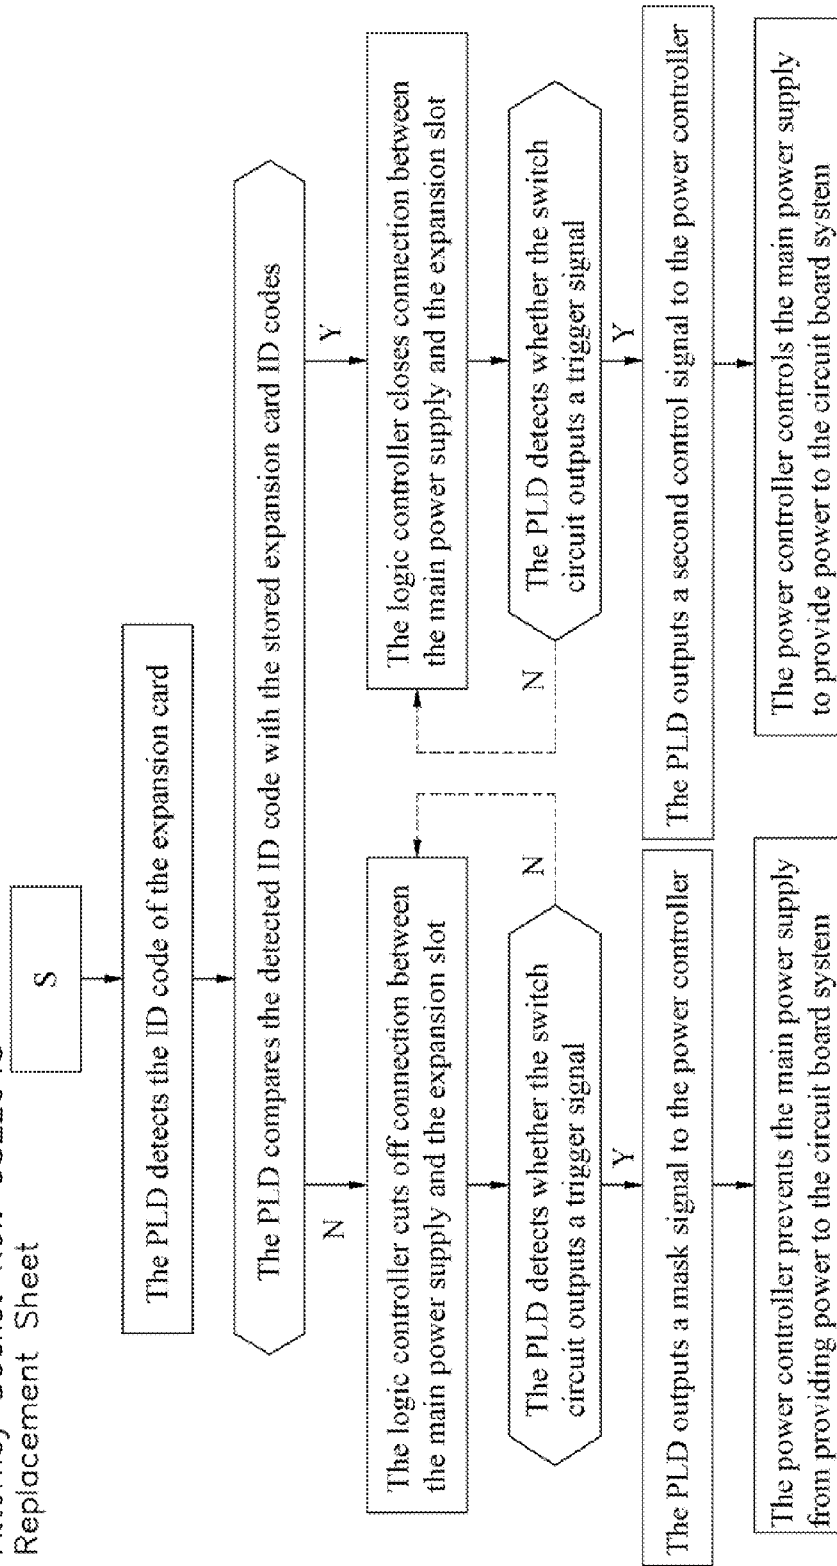 Replacement Sheet
S
The PLD detects the ID code of the expansion card
The PLD compares the detected ID code with the stored expansion card ID codes
N
Y
The logic controller cuts off connection between
the main power supply and the expansion slot
The logic controller closes connection between
the main power supply and the expansion slot
The PLD detects whether the switch
circuit outputs a trigger signal
N
Y
The PLD detects whether the switch
circuit outputs a trigger signal
N
Y
The PLD outputs a mask signal to the power controller
The PLD outputs a second control signal to the power controller
The power controller prevents the main power supply
from providing power to the circuit board system
The power controller controls the main power supply
to provide power to the circuit board system